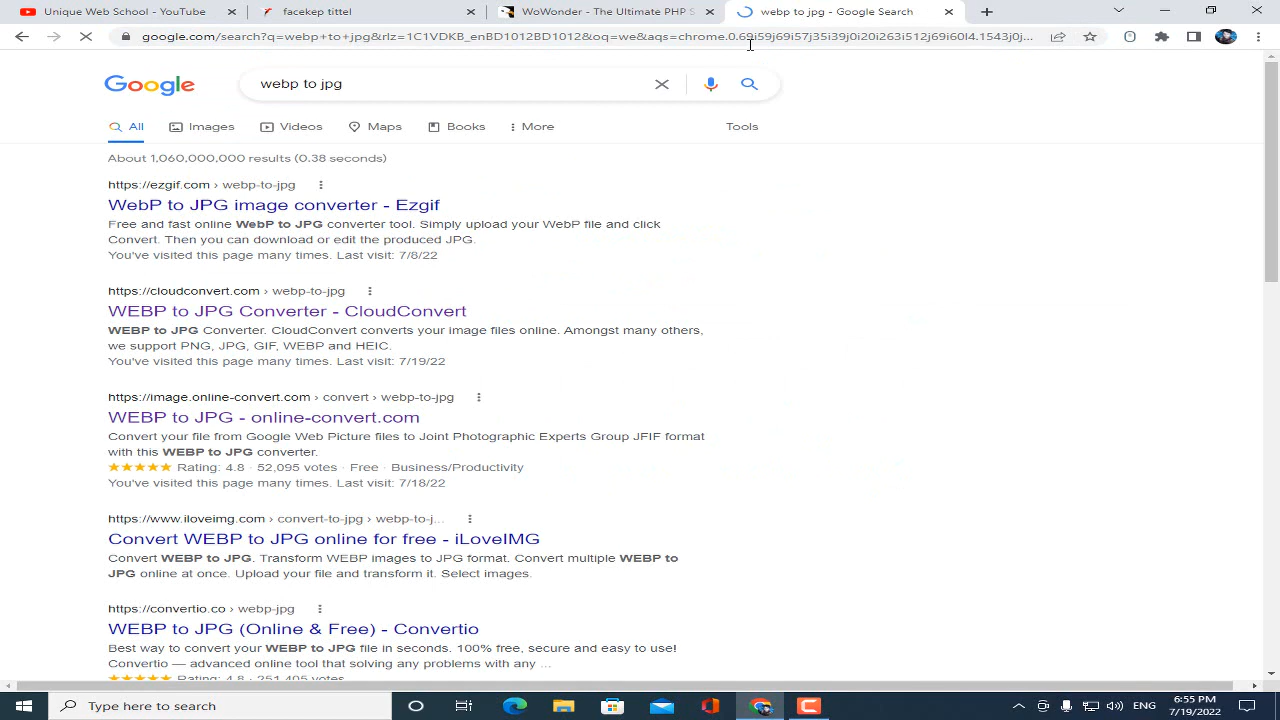 Unique Web School - YouTube
facekep tittel
WoWonder - The Ultimate PHP S
webp to jpg - Google Search
google.com/search?q=webp+to+jpg&rlz=1C1VDKB_enBD1012BD1012&oq=we&aqs=chrome.0.69i59j69i57j35i39j0i20i263i512j69i60l4.1543j0j...
Google
webp to jpg
All
Images
Videos
Maps
Books
More
Tools
About 1,060,000,000 results (0.38 seconds)
https://ezgif.com › webp-to-jpg
WebP to JPG image converter - Ezgif
Free and fast online WebP to JPG converter tool. Simply upload your WebP file and click
Convert. Then you can download or edit the produced JPG.
You've visited this page many times. Last visit: 7/8/22
https://cloudconvert.com › webp-to-jpg
WEBP to JPG Converter - CloudConvert
WEBP to JPG Converter. CloudConvert converts your image files online. Amongst many others,
we support PNG, JPG, GIF, WEBP and HEIC.
You've visited this page many times. Last visit: 7/19/22
https://image.online-convert.com › convert › webp-to-jpg
WEBP to JPG - online-convert.com
Convert your file from Google Web Picture files to Joint Photographic Experts Group JFIF format
with this WEBP to JPG converter.
Rating: 4.8 · 52,095 votes · Free · Business/Productivity
You've visited this page many times. Last visit: 7/18/22
https://www.iloveimg.com › convert-to-jpg › webp-to-j...
Convert WEBP to JPG online for free - iLoveIMG
Convert WEBP to JPG. Transform WEBP images to JPG format. Convert multiple WEBP to
JPG online at once. Upload your file and transform it. Select images.
https://convertio.co › webp-jpg
WEBP to JPG (Online & Free) - Convertio
Best way to convert your WEBP to JPG file in seconds. 100% free, secure and easy to use!
Convertio — advanced online tool that solving any problems with any ...
Rating: 4.8 · 251,405 votes
Type here to search
ENG
6:55 PM
7/19/2022